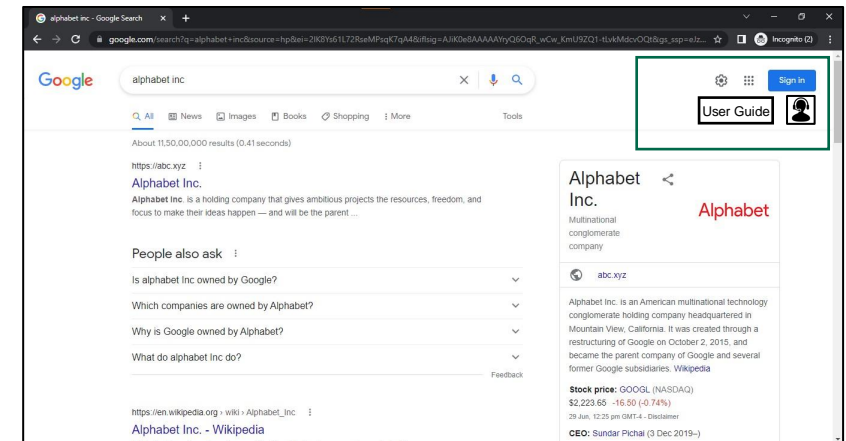 alphabet inc - Google Search
google.com/search?q=alphabet+inc&source=hp&ei=2IK8Ys61L72RseMPsqK7qA4&iflsig=AJiK0e8AAAAAYryQ6OqR_wCw_KmU9ZQ1-tLvkMdcvOQt&gs_ssp=eJz...
Incognito (2)
Google
alphabet inc
Sign in
User Guide
All News Images Books Shopping More Tools
About 11,50,00,000 results (0.41 seconds)
https://abc.xyz
Alphabet Inc.
Alphabet Inc. is a holding company that gives ambitious projects the resources, freedom, and
focus to make their ideas happen — and will be the parent ...
People also ask
Is alphabet Inc owned by Google?
Which companies are owned by Alphabet?
Why is Google owned by Alphabet?
What do alphabet Inc do?
Feedback
https://en.wikipedia.org › wiki › Alphabet_Inc
Alphabet Inc. - Wikipedia
Alphabet
Inc.
Multinational
conglomerate
company
Alphabet
abc.xyz
Alphabet Inc. is an American multinational technology
conglomerate holding company headquartered in
Mountain View, California. It was created through a
restructuring of Google on October 2, 2015, and
became the parent company of Google and several
former Google subsidiaries. Wikipedia
Stock price: GOOGL (NASDAQ)
$2,223.65 -16.50 (-0.74%)
29 Jun, 12:25 pm GMT-4 - Disclaimer
CEO: Sundar Pichai (3 Dec 2019–)